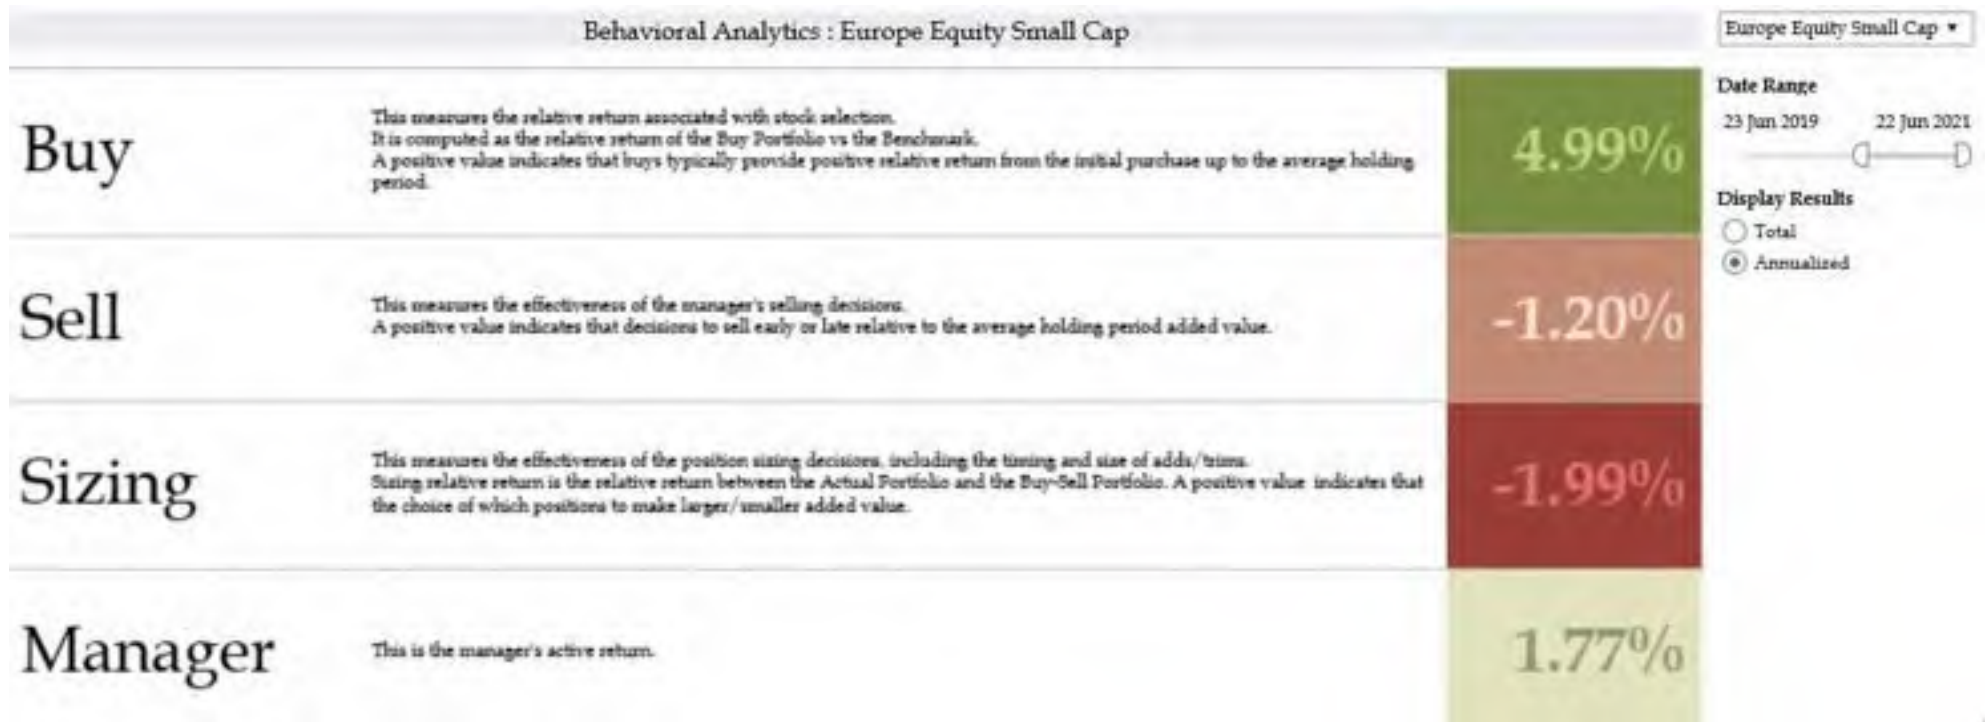 Behavioral Analytics : Europe Equity Small Cap
Europe Equity Small Cap
Buy
This measures the relative return associated with stock selection.
It is computed as the relative return of the Buy Portfolio vs the Benchmark.
A positive value indicates that buys typically provide positive relative return from the initial purchase up to the average holding
period.
4.99%
Date Range
23 Jun 2019 22 Jun 2021
Display Results
Total
Annualized
Sell
This measures the effectiveness of the manager's selling decisions.
A positive value indicates that decisions to sell early or late relative to the average holding period added value.
-1.20%
Sizing
This measures the effectiveness of the position sizing decisions, including the timing and size of adds/trims.
Sizing relative return is the relative return between the Actual Portfolio and the Buy-Sell Portfolio. A positive value indicates that
the choice of which positions to make larger/smaller added value.
-1.99%
Manager
This is the manager's active return.
1.77%